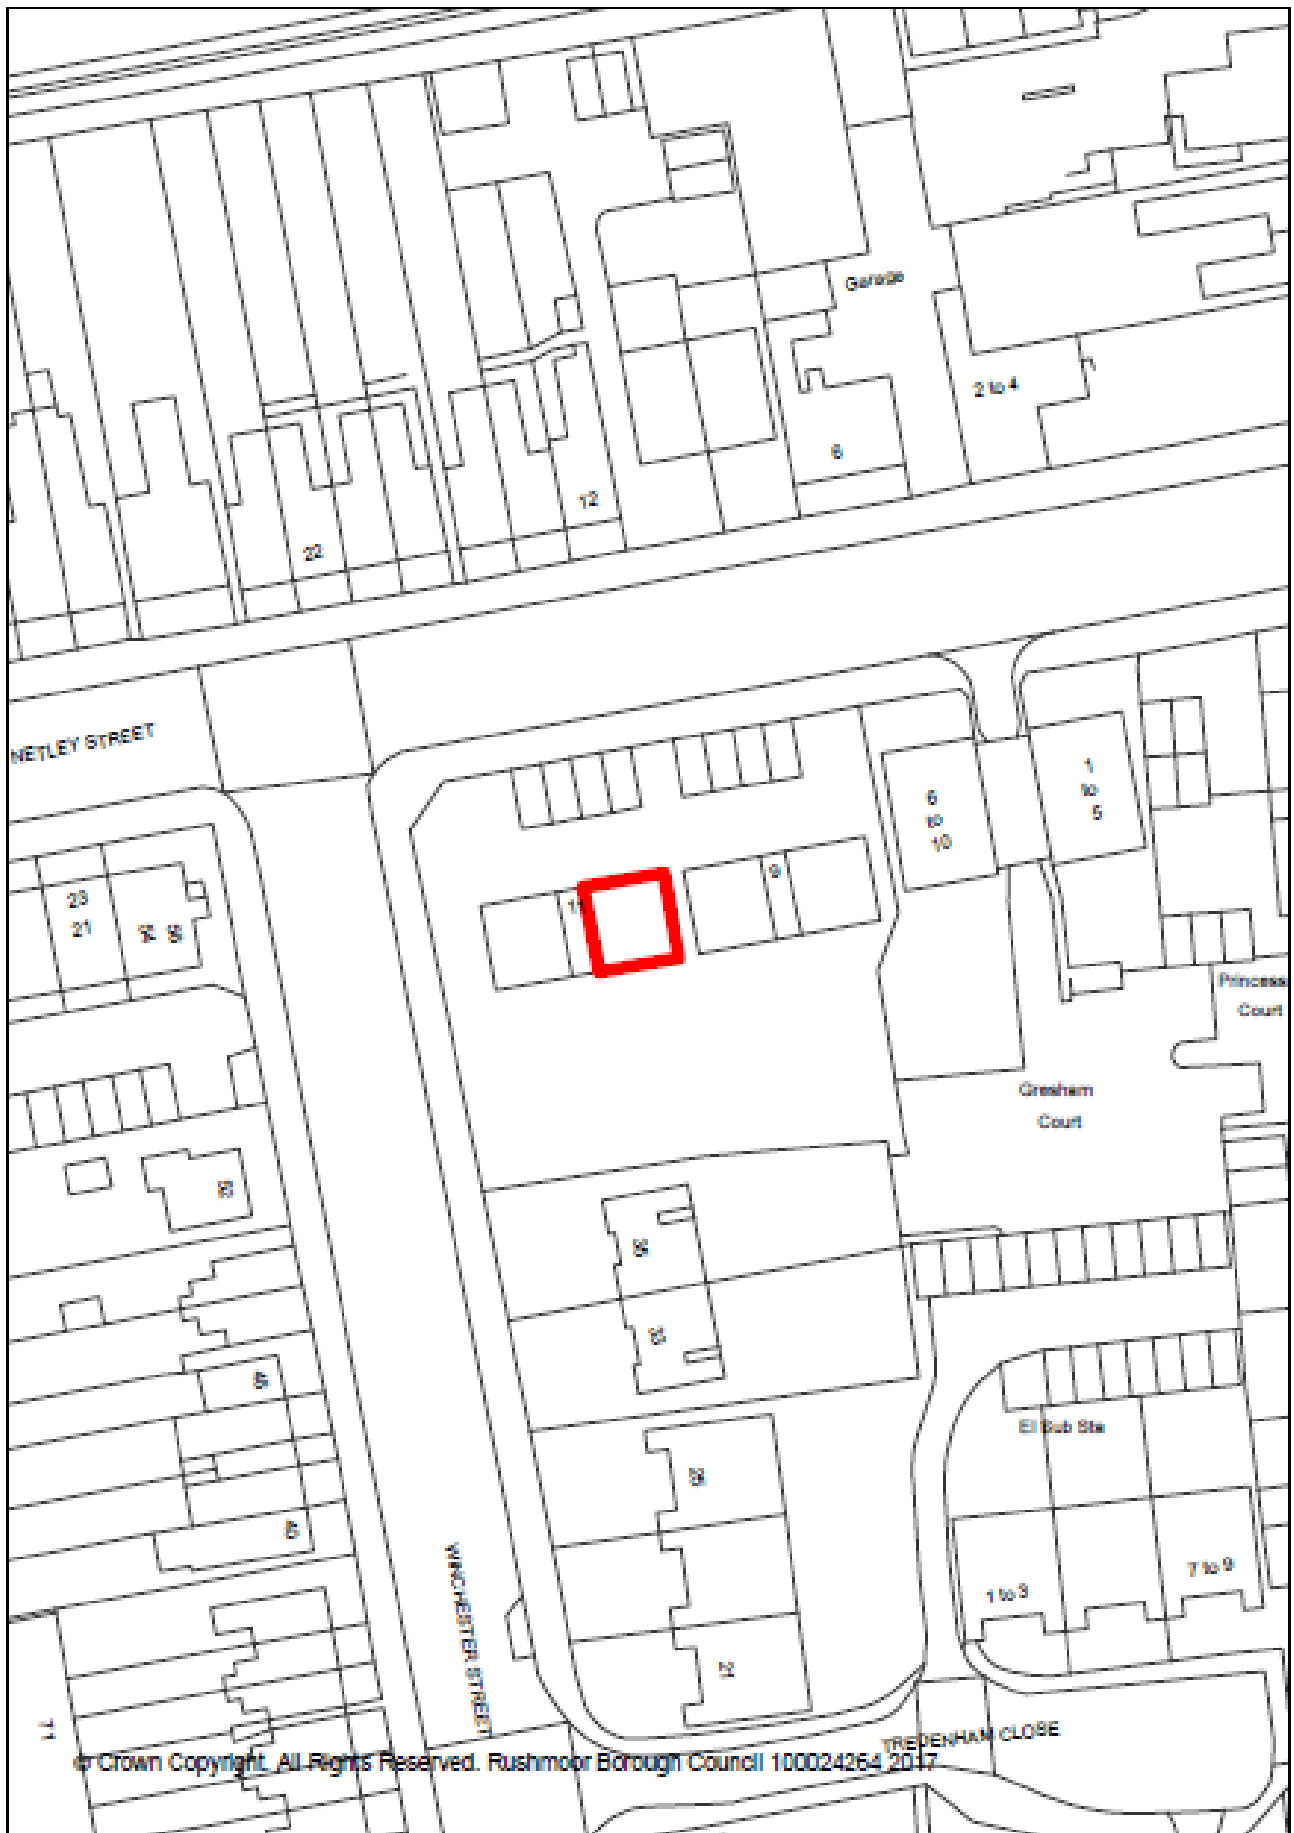 Garage
2 to 4
6
12
22
NETLEY STREET
1
to
5
6
to
10
9
11
23
21
Princess
Court
Gresham
Court
El Sub Sta
7 to 9
1 to 3
21
WINCHESTER STREET
71
TREDENHAM CLOSE
© Crown Copyright. All Rights Reserved. Rushmoor Borough Council 100024264 2017